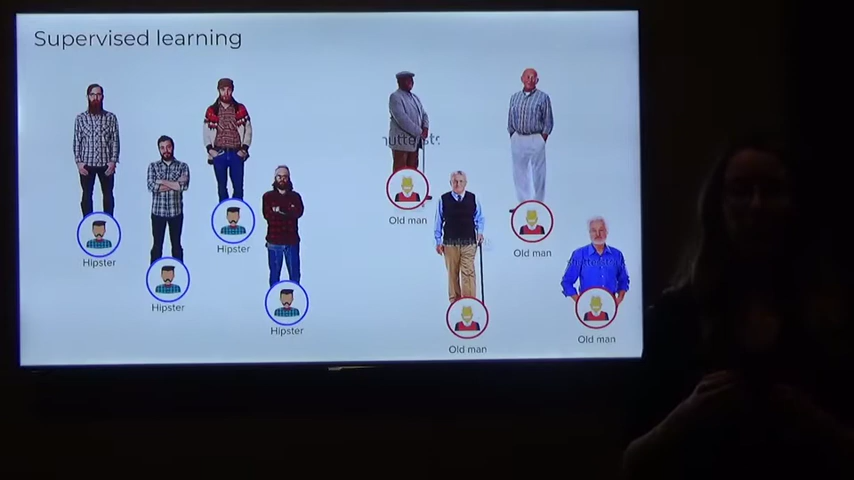 Supervised learning
Hipster
Hipster
Hipster
Hipster
Old man
Old man
Old man
Old man